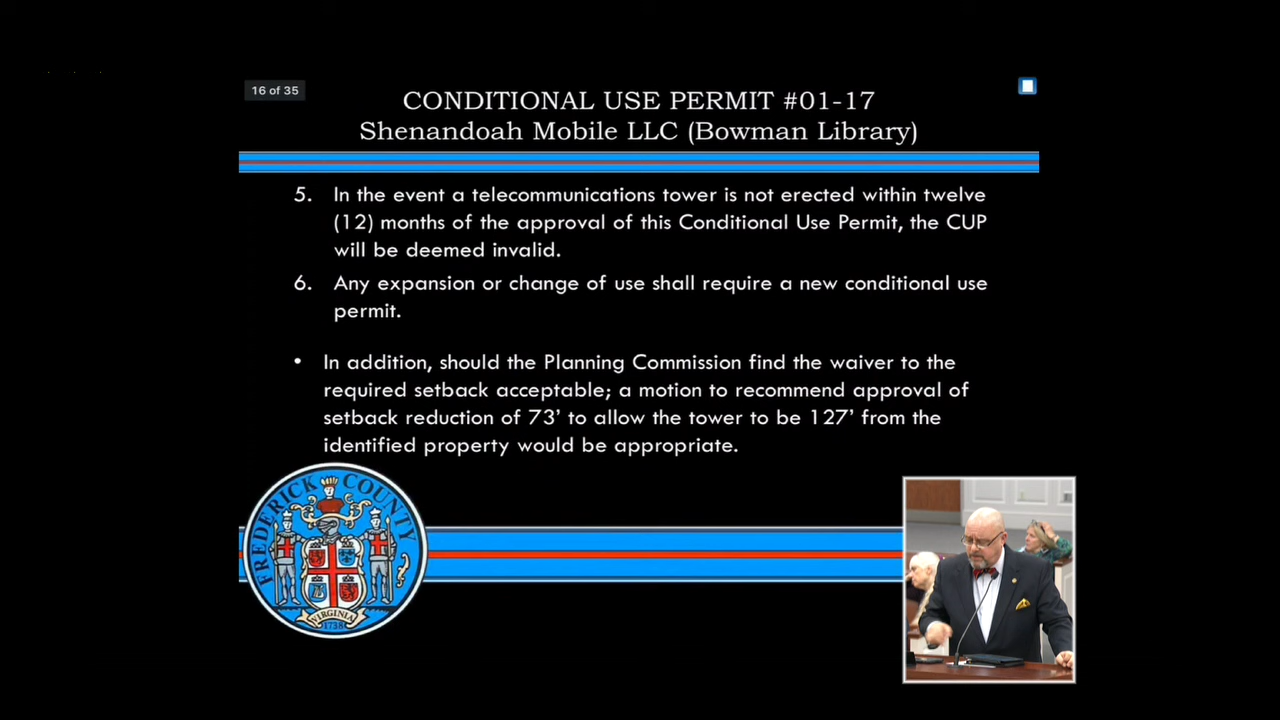 16 of 35
CONDITIONAL USE PERMIT #01-17
Shenandoah Mobile LLC (Bowman Library)
5. In the event a telecommunications tower is not erected within twelve
(12) months of the approval of this Conditional Use Permit, the CUP
will be deemed invalid.
6. Any expansion or change of use shall require a new conditional use
permit.
• In addition, should the Planning Commission find the waiver to the
required setback acceptable; a motion to recommend approval of
setback reduction of 73’ to allow the tower to be 127’ from the
identified property would be appropriate.
FREDERICK COUNTY
VIRGINIA
1738